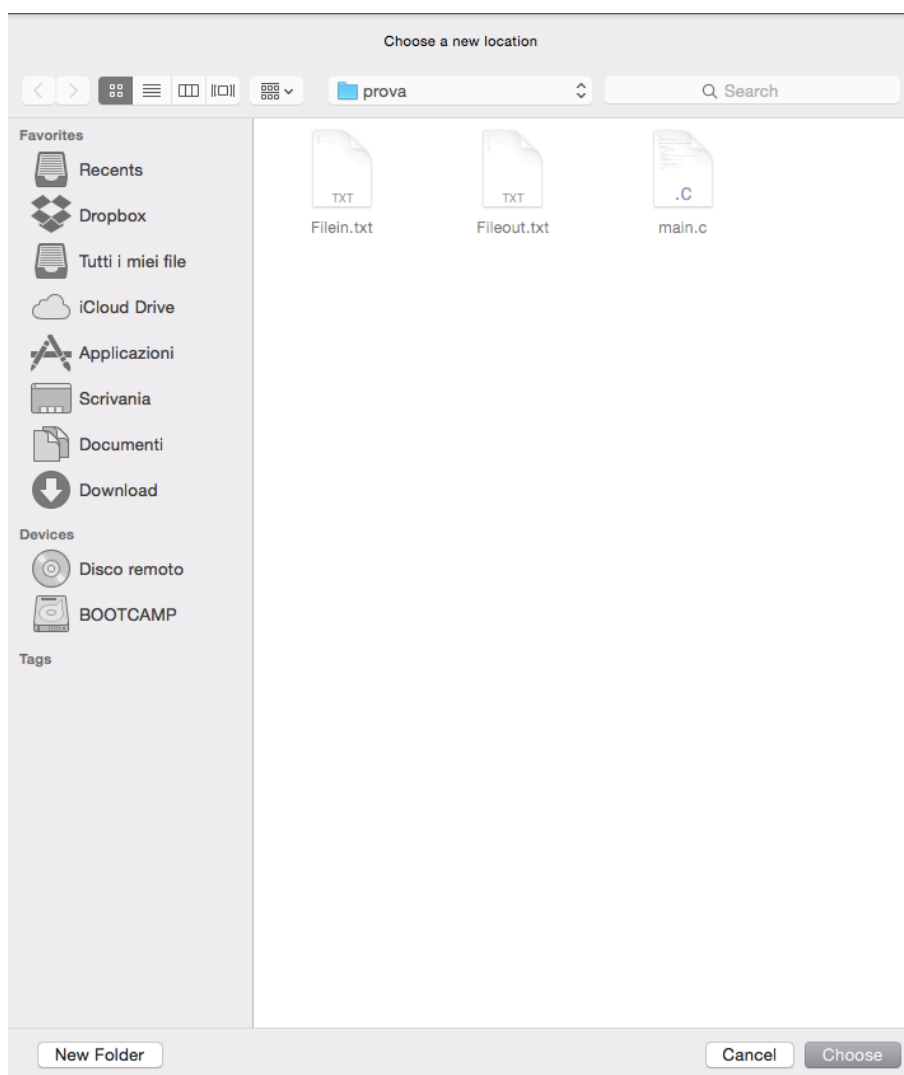 Choose a new location
prova
Search
Favorites
Recents
Dropbox
Tutti i miei file
iCloud Drive
Applicazioni
Scrivania
Documenti
Download
Devices
Disco remoto
BOOTCAMP
Tags
TXT
TXT
.C
Filein.txt
Fileout.txt
main.c
New Folder
Cancel
Choose